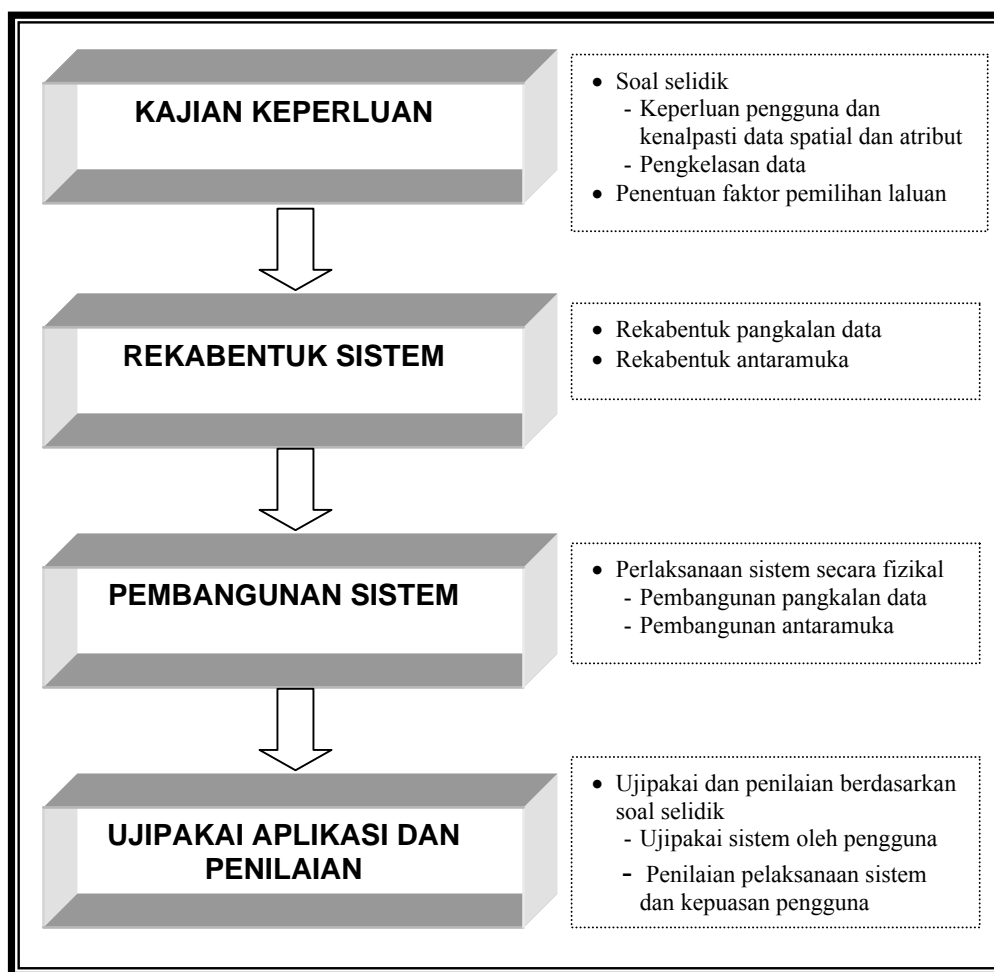 KAJIAN KEPERLUAN
• Soal selidik
- Keperluan pengguna dan
kenalpasti data spatial dan atribut
- Pengkelasan data
• Penentuan faktor pemilihan laluan
REKABENTUK SISTEM
• Rekabentuk pangkalan data
• Rekabentuk antaramuka
PEMBANGUNAN SISTEM
• Perlaksanaan sistem secara fizikal
- Pembangunan pangkalan data
- Pembangunan antaramuka
UJIPAKAI APLIKASI DAN
PENILAIAN
• Ujipakai dan penilaian berdasarkan
soal selidik
- Ujipakai sistem oleh pengguna
- Penilaian pelaksanaan sistem
dan kepuasan pengguna